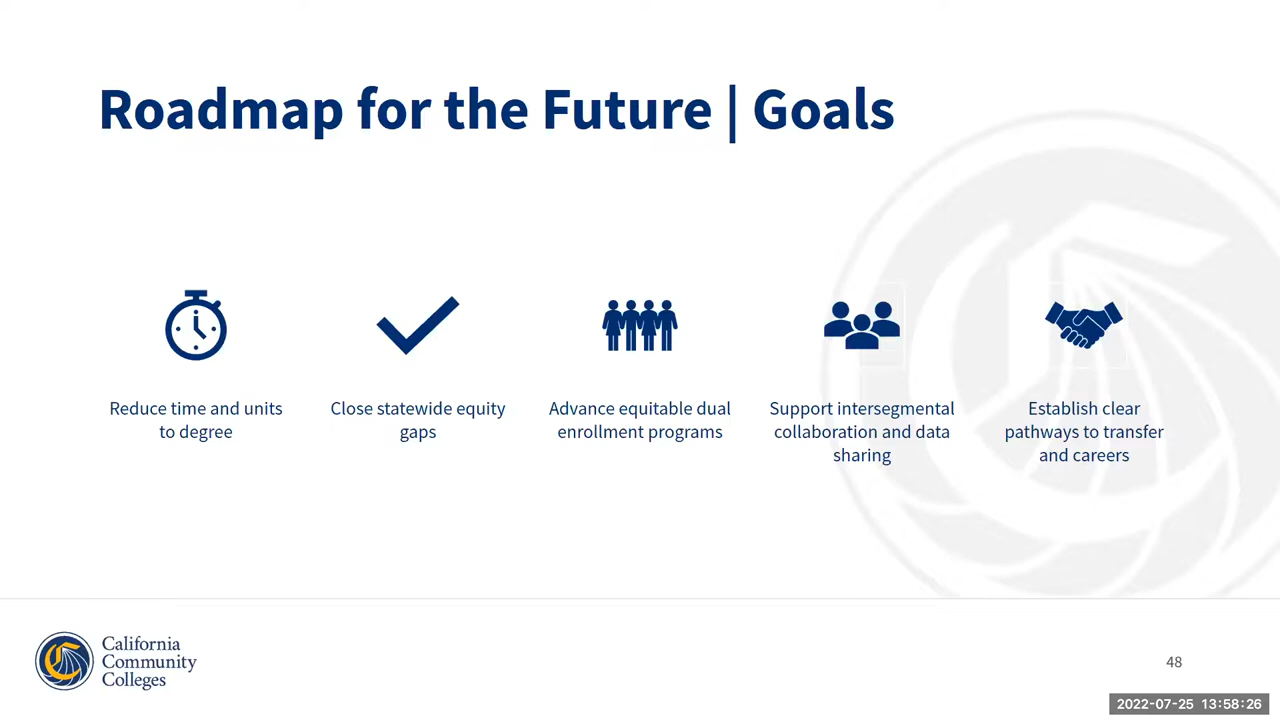 Roadmap for the Future | Goals
Reduce time and units
to degree
Close statewide equity
gaps
Advance equitable dual
enrollment programs
Support intersegmental
collaboration and data
sharing
Establish clear
pathways to transfer
and careers
California
Community
Colleges
48
2022-07-25 13:58:26